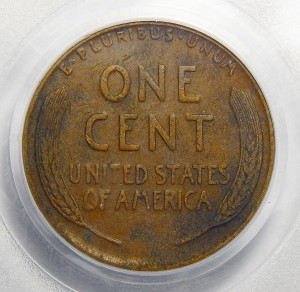 E·PLURIBUS·UNUM
ONE
CENT
UNITED STATES
OF AMERICA